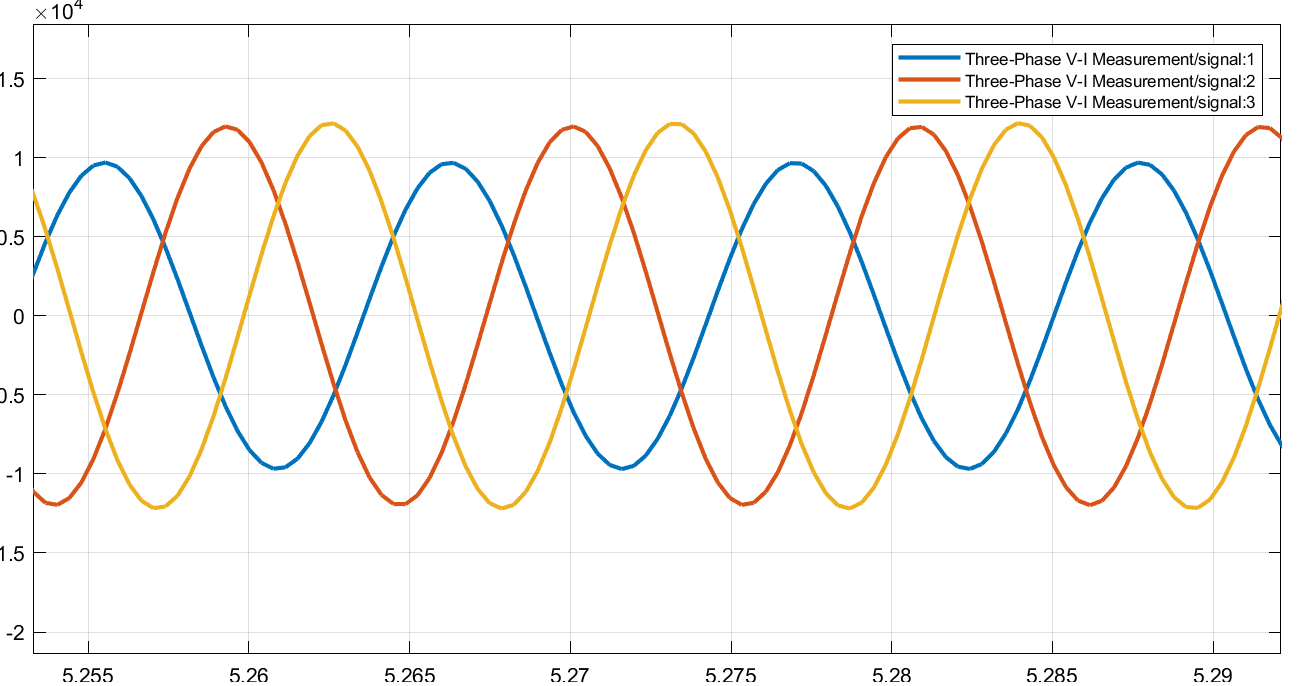 ×10⁴
Three-Phase V-I Measurement/signal:1
Three-Phase V-I Measurement/signal:2
Three-Phase V-I Measurement/signal:3
1.5
1
0.5
0
0.5
-1
1.5
-2
5.255 5.26 5.265 5.27 5.275 5.28 5.285 5.29